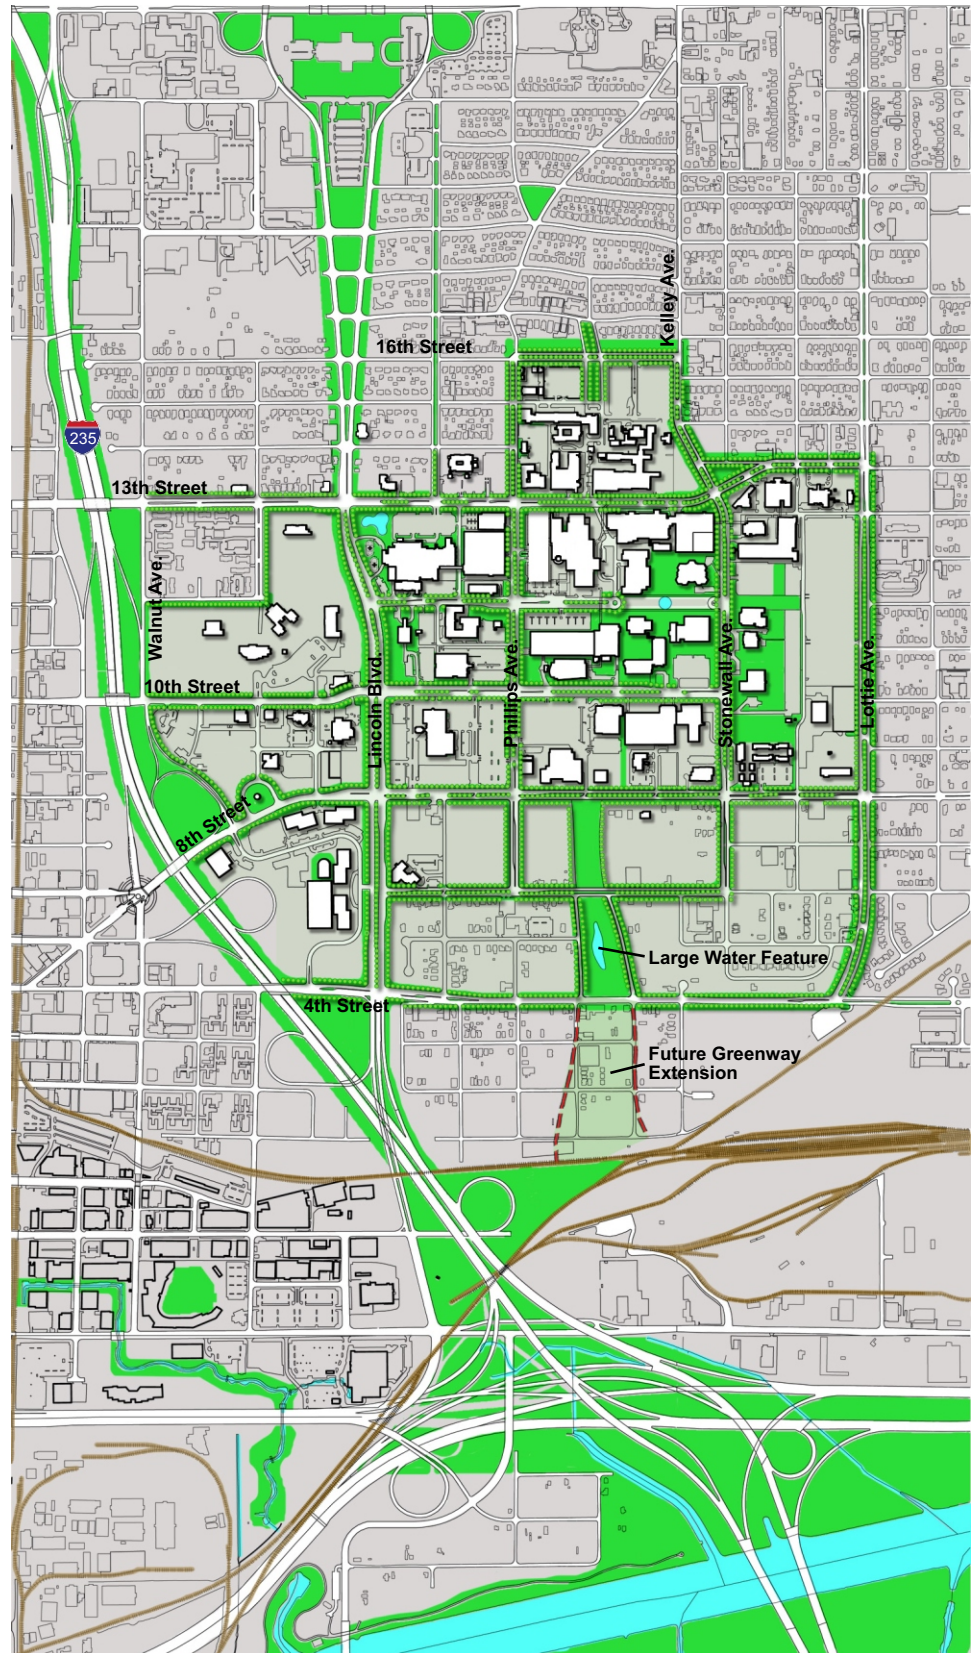 Kelley Ave.
16th Street
235
13th Street
Walnut Ave.
10th Street
Lincoln Blvd.
Phillips Ave.
Stonewall Ave.
Lottie Ave.
8th Street
Large Water Feature
4th Street
Future Greenway
Extension